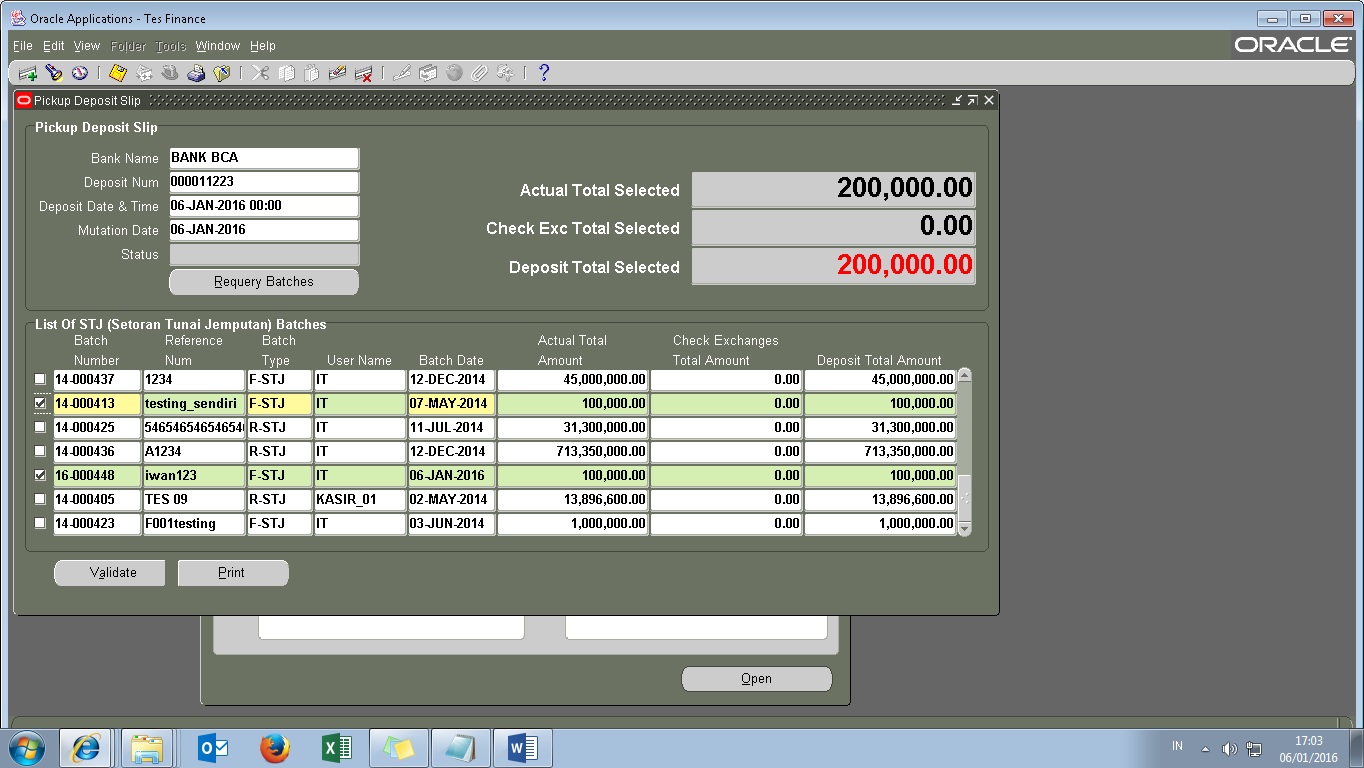 Oracle Applications - Tes Finance
File Edit View Folder Tools Window Help
ORACLE
Pickup Deposit Slip
Pickup Deposit Slip
Bank Name BANK BCA
Deposit Num 000011223
Deposit Date & Time 06-JAN-2016 00:00
Mutation Date 06-JAN-2016
Status
Requery Batches
Actual Total Selected 200,000.00
Check Exc Total Selected 0.00
Deposit Total Selected 200,000.00
List Of STJ (Setoran Tunai Jemputan) Batches
Batch Reference Batch Actual Total Check Exchanges
Number Num Type User Name Batch Date Amount Total Amount Deposit Total Amount
14-000437 1234 F-STJ IT 12-DEC-2014 45,000,000.00 0.00 45,000,000.00
14-000413 testing_sendiri F-STJ IT 07-MAY-2014 100,000.00 0.00 100,000.00
14-000425 54654654654654 R-STJ IT 11-JUL-2014 31,300,000.00 0.00 31,300,000.00
14-000436 A1234 R-STJ IT 12-DEC-2014 713,350,000.00 0.00 713,350,000.00
16-000448 iwan123 F-STJ IT 06-JAN-2016 100,000.00 0.00 100,000.00
14-000405 TES 09 R-STJ KASIR_01 02-MAY-2014 13,896,600.00 0.00 13,896,600.00
14-000423 F001testing F-STJ IT 03-JUN-2014 1,000,000.00 0.00 1,000,000.00
Validate Print
Open
IN 17:03
06/01/2016